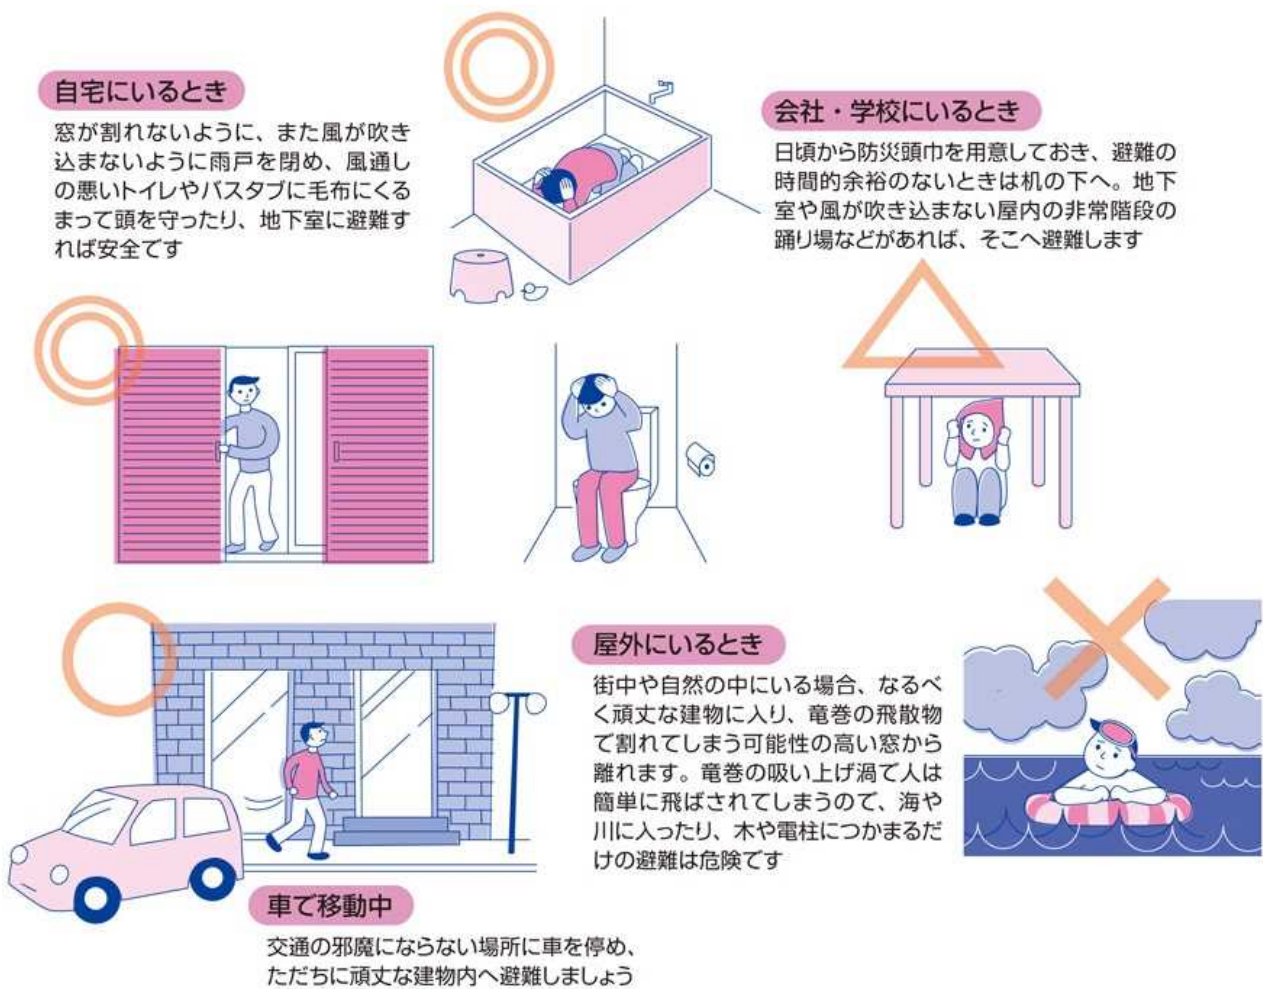 自宅にいるとき
窓が割れないように、また風が吹き
込まないように雨戸を閉め、風通し
の悪いトイレやバスタブに毛布にくる
まって頭を守ったり、地下室に避難す
れば安全です
会社・学校にいるとき
日頃から防災頭巾を用意しておき、避難の
時間的余裕のないときは机の下へ。地下
室や風が吹き込まない屋内の非常階段の
踊り場などがあれば、そこへ避難します
屋外にいるとき
街中や自然の中にいる場合、なるべ
く頑丈な建物に入り、竜巻の飛散物
で割れてしまう可能性の高い窓から
離れます。竜巻の吸い上げ渦で人は
簡単に飛ばされてしまうので、海や
川に入ったり、木や電柱につかまるだ
けの避難は危険です
車で移動中
交通の邪魔にならない場所に車を停め、
ただちに頑丈な建物内へ避難しましょう